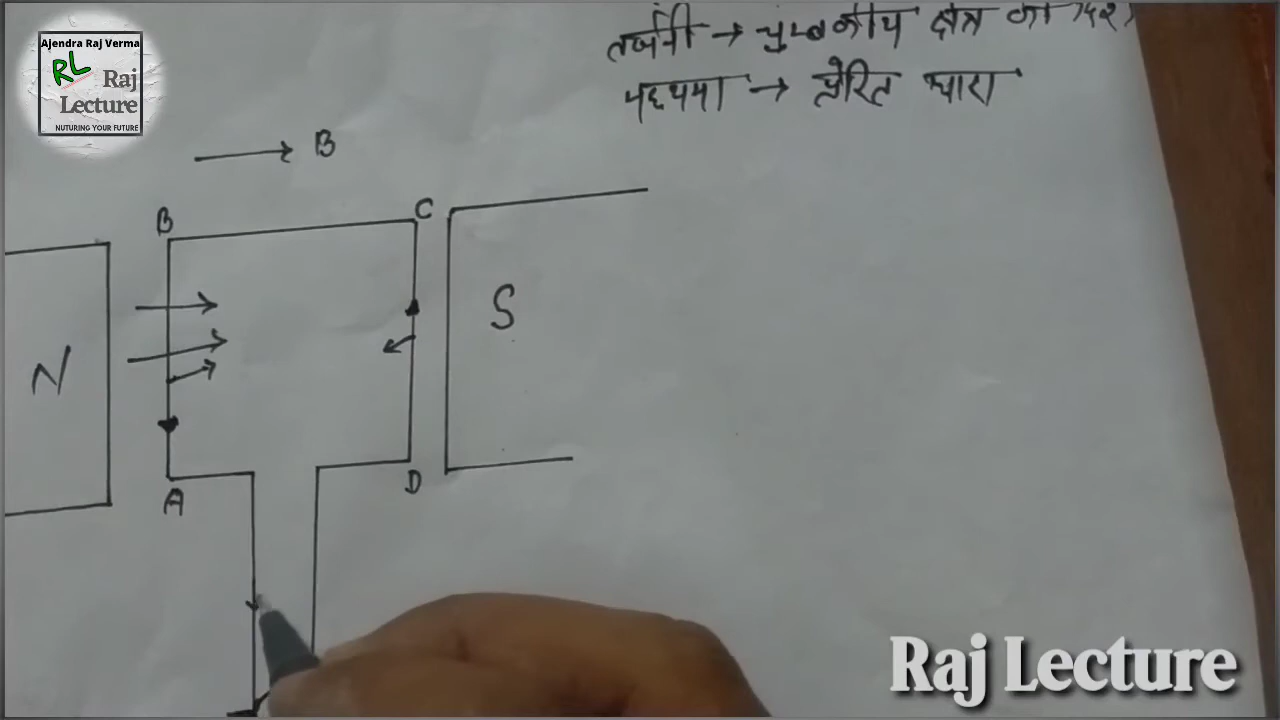 Ajendra Raj Verma
RL
Raj
Lecture
NUTURING YOUR FUTURE
तर्जनी → चुम्बकीय क्षेत्र का
मध्यमा → प्रेरित धारा
B
B
C
S
N
A
D
Raj Lecture